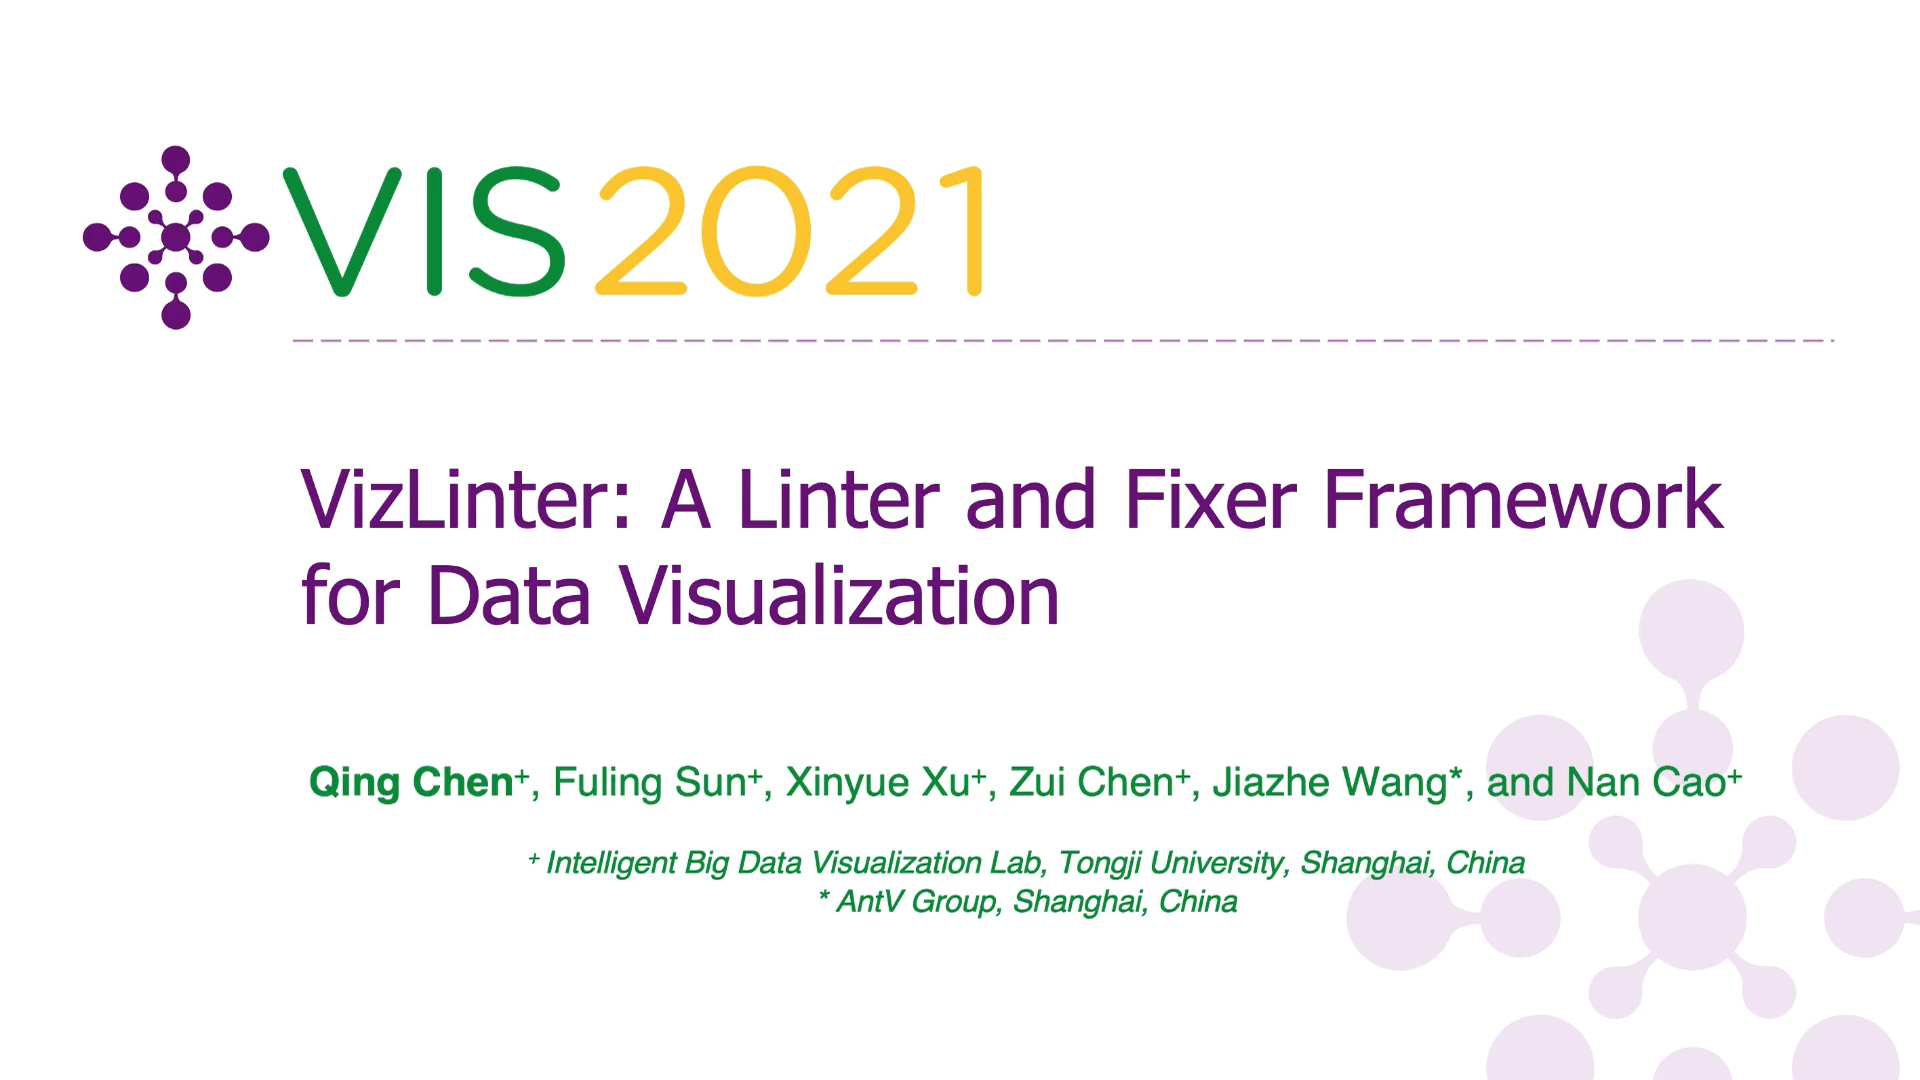 VIS2021
VizLinter: A Linter and Fixer Framework
for Data Visualization
Qing Chen⁺, Fuling Sun⁺, Xinyue Xu⁺, Zui Chen⁺, Jiazhe Wang*, and Nan Cao⁺
⁺ Intelligent Big Data Visualization Lab, Tongji University, Shanghai, China
* AntV Group, Shanghai, China